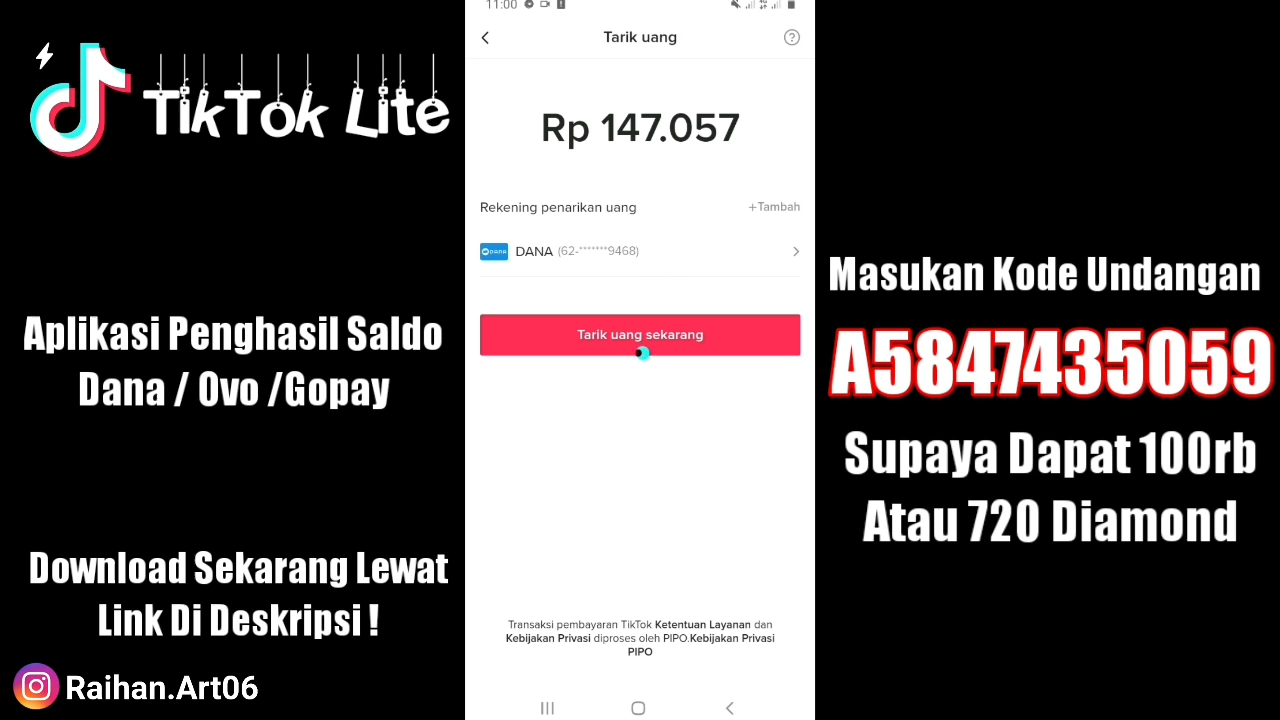 TikTok Lite
Aplikasi Penghasil Saldo
Dana / Ovo /Gopay
Download Sekarang Lewat
Link Di Deskripsi !
Raihan.Art06
11:00
Tarik uang
Rp 147.057
Rekening penarikan uang
+Tambah
DANA (62-*******9468)
Tarik uang sekarang
Transaksi pembayaran TikTok Ketentuan Layanan dan
Kebijakan Privasi diproses oleh PIPO.Kebijakan Privasi
PIPO
Masukan Kode Undangan
A5847435059
Supaya Dapat 100rb
Atau 720 Diamond